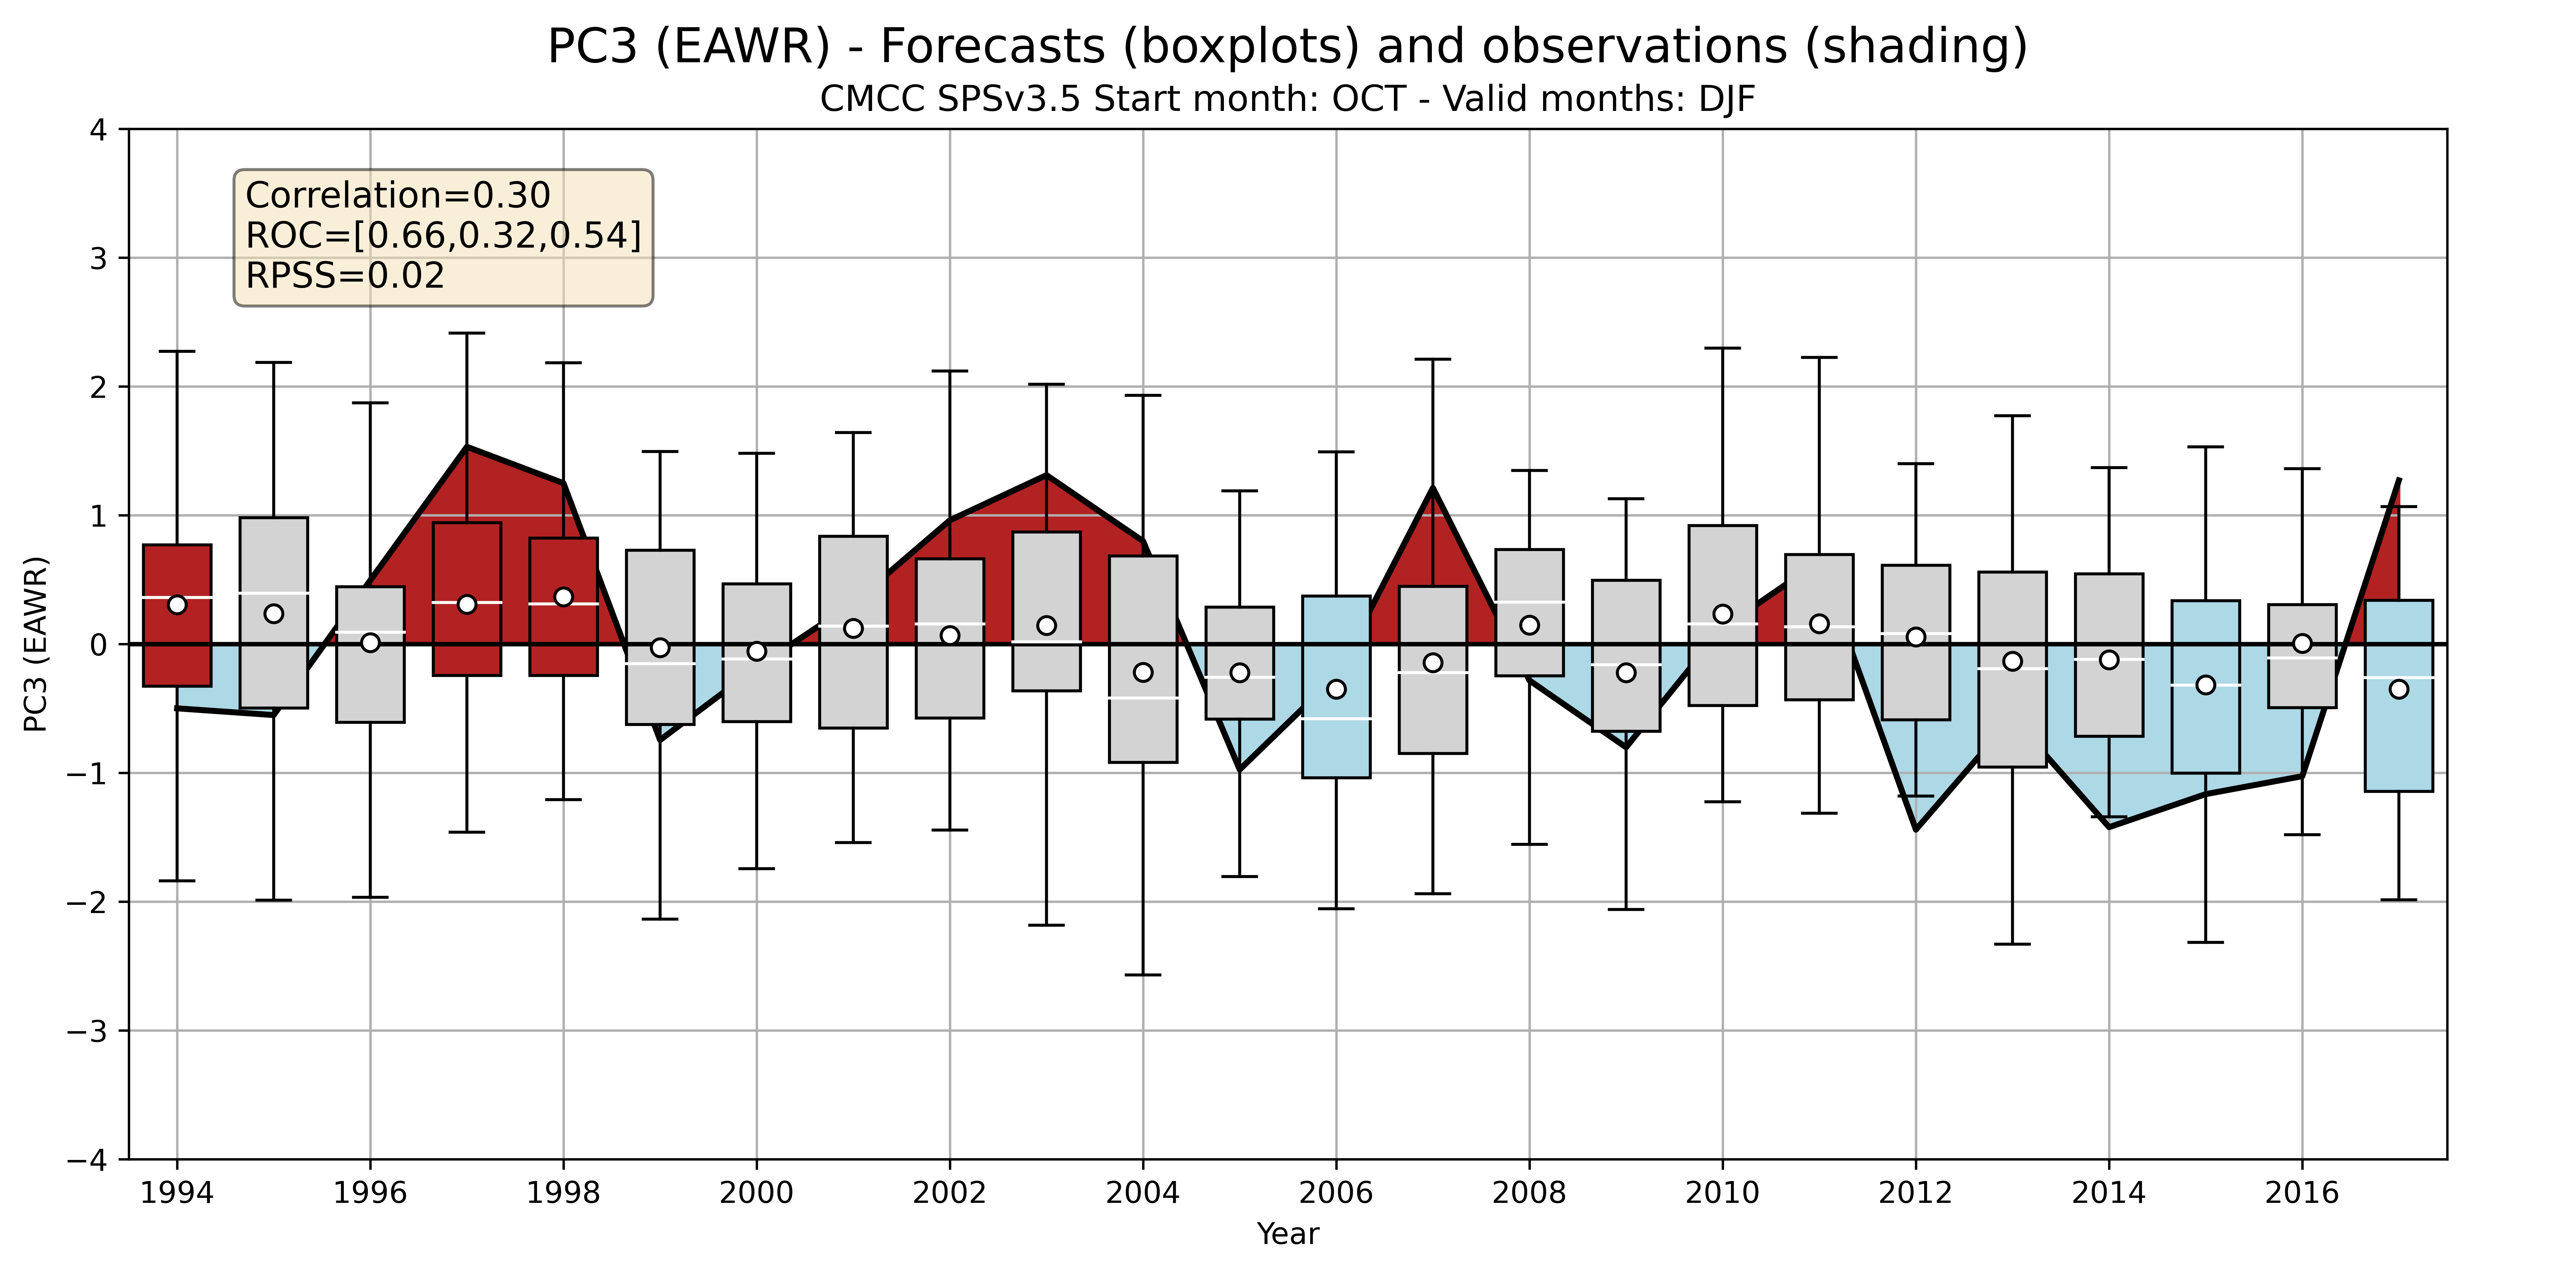 PC3 (EAWR) - Forecasts (boxplots) and observations (shading)
CMCC SPSv3.5 Start month: OCT - Valid months: DJF
Correlation=0.30
ROC=[0.66,0.32,0.54]
RPSS=0.02
PC3 (EAWR)
4
3
2
1
0
−1
−2
−3
−4
1994 1996 1998 2000 2002 2004 2006 2008 2010 2012 2014 2016
Year